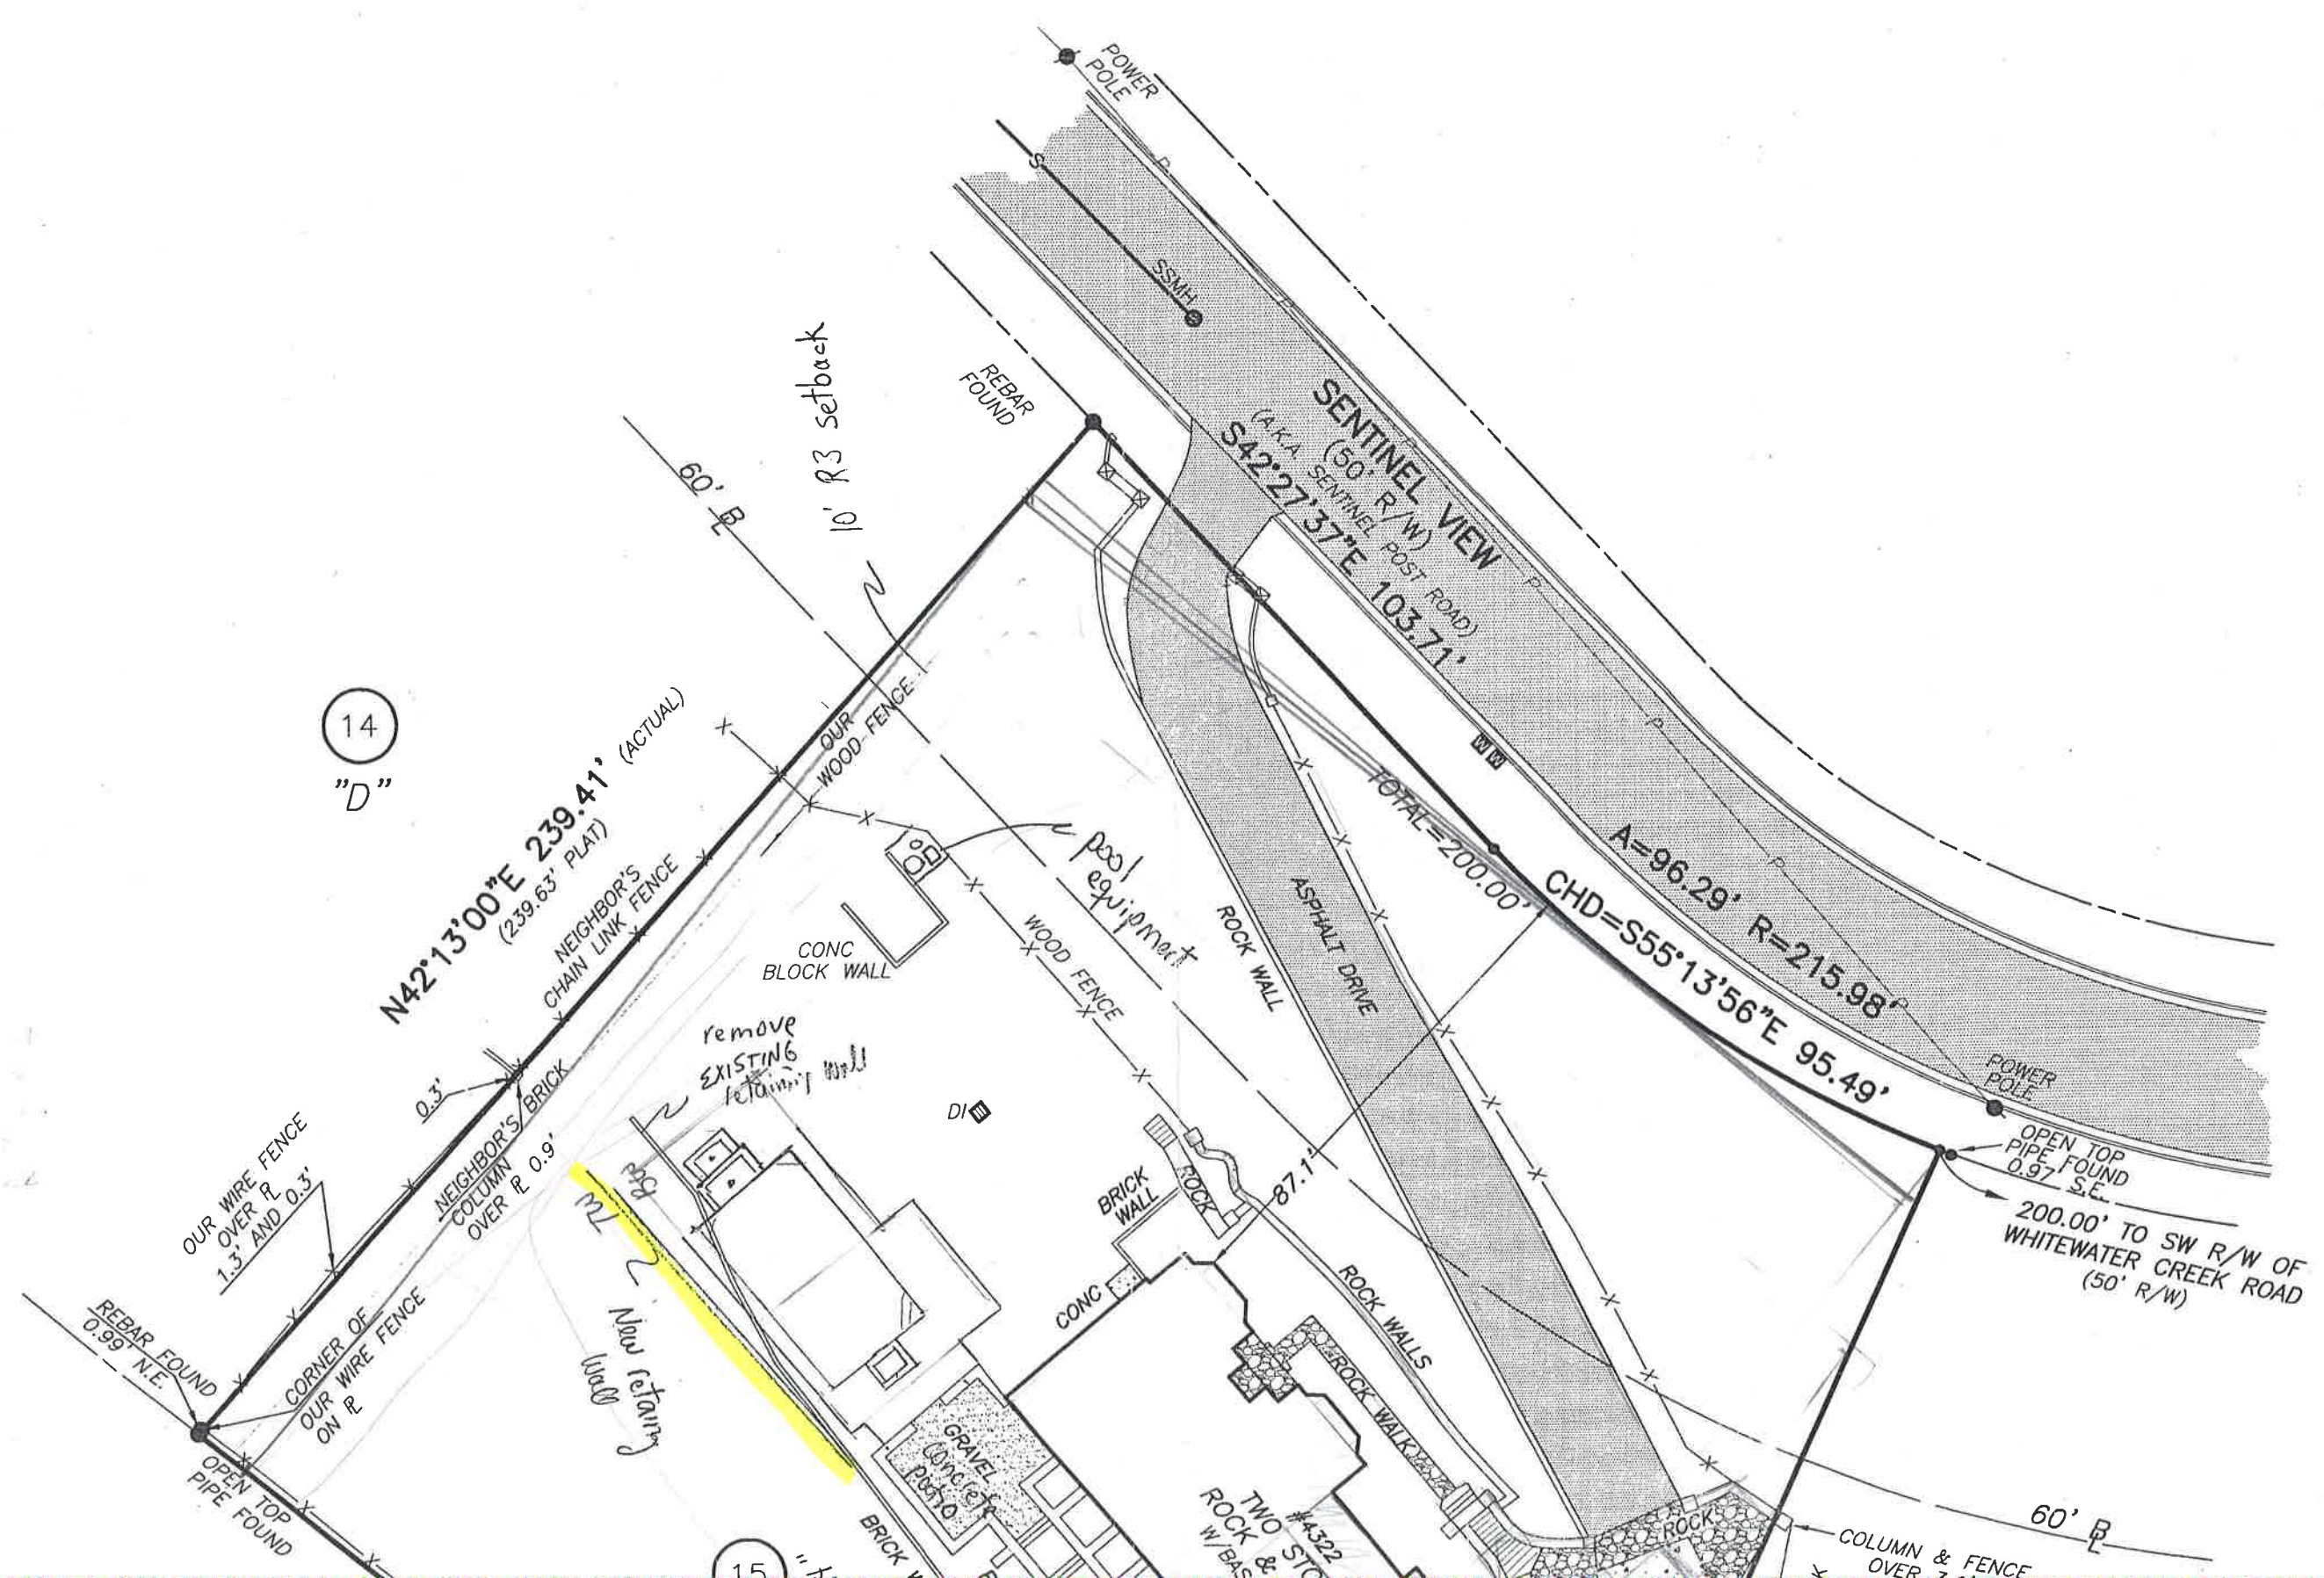 POWER
POLE
S
P
SSMH
P
REBAR
FOUND
10' R3 setback
60' BL
SENTINEL VIEW
(50' R/W)
(A.K.A. SENTINEL POST ROAD)
S42°27'37"E 103.71'
P
P
P
P
P
W W
14
"D"
N42°13'00"E 239.41' (ACTUAL)
(239.63' PLAT)
OUR
WOOD FENCE
NEIGHBOR'S
CHAIN LINK FENCE
TOTAL=200.00'
A=96.29' R=215.98'
CHD=S55°13'56"E 95.49'
pool
equipment
CONC
BLOCK WALL
WOOD FENCE
ROCK WALL
ASPHALT DRIVE
remove
EXISTING
retaining wall
DI
0.3'
NEIGHBOR'S BRICK
COLUMN
OVER PL 0.9'
OUR WIRE FENCE
OVER PL
1.3' AND 0.3'
BRICK
WALL
ROCK
87.1'
POWER
POLE
OPEN TOP
PIPE FOUND
0.97' S.E.
200.00' TO SW R/W OF
WHITEWATER CREEK ROAD
(50' R/W)
REBAR FOUND
0.99' N.E.
CORNER OF
OUR WIRE FENCE
ON PL
OPEN TOP
PIPE FOUND
TW
BW
New retaining
wall
CONC
ROCK WALLS
ROCK WALK
GRAVEL
concrete
patio
BRICK
15
#4322
TWO STO
ROCK &
W/BAS
ROCK
60' BL
COLUMN & FENCE
OVER